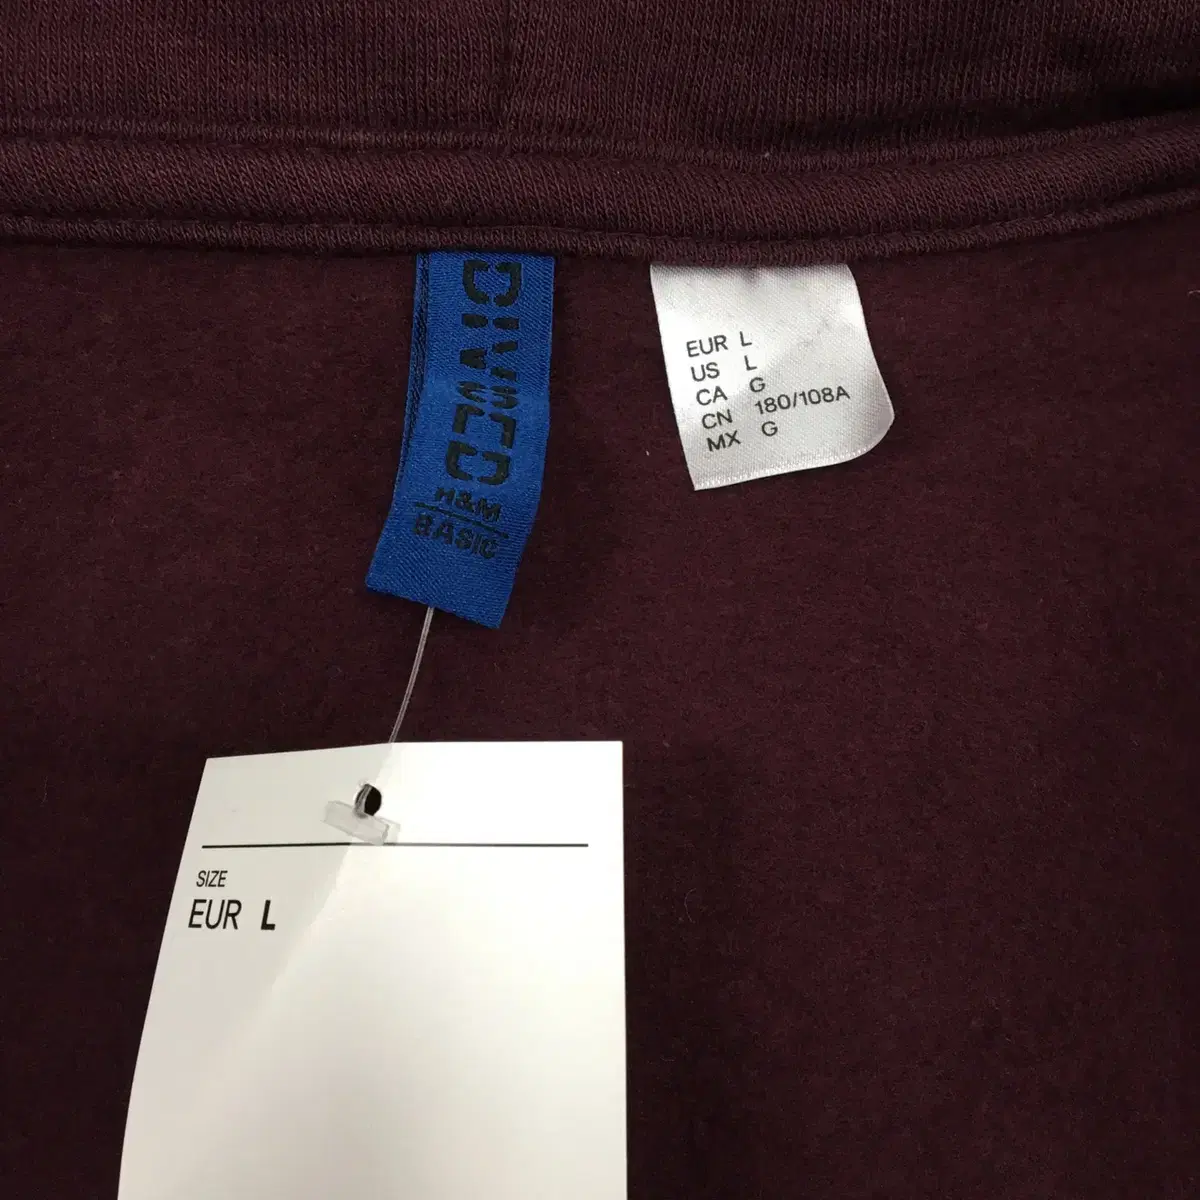 DIVIDED
H&M
BASIC
EUR L
US L
CA G
CN 180/108A
MX G
SIZE
EUR L